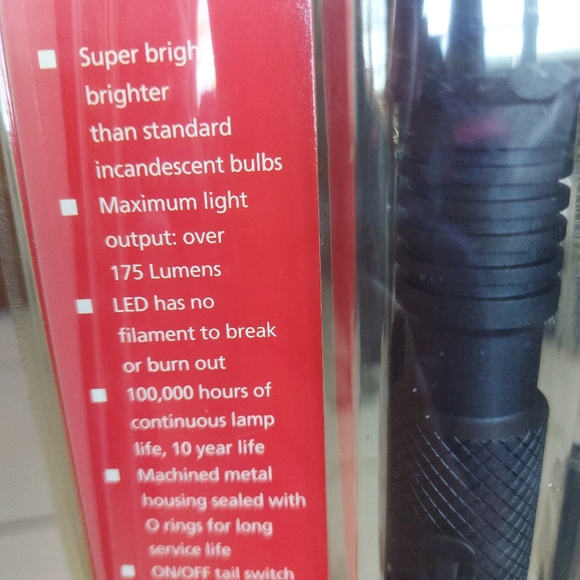 Super brigh
brighter
than standard
incandescent bulbs
Maximum light
output: over
175 Lumens
LED has no
filament to break
or burn out
100,000 hours of
continuous lamp
life, 10 year life
Machined metal
housing sealed with
O rings for long
service life
ON/OFF tail switch